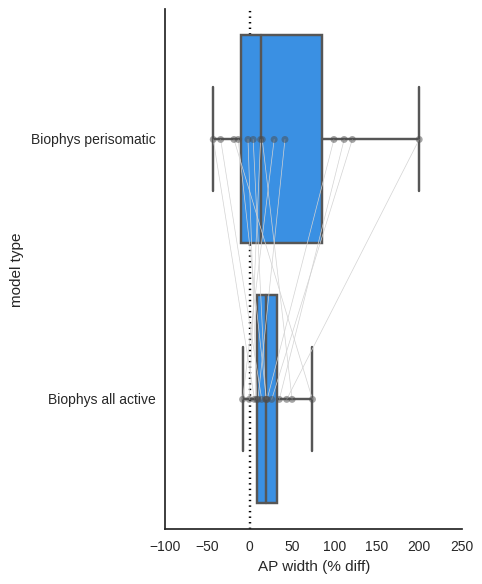 Biophys perisomatic
model type
Biophys all active
−100 −50 0 50 100 150 200 250
AP width (% diff)